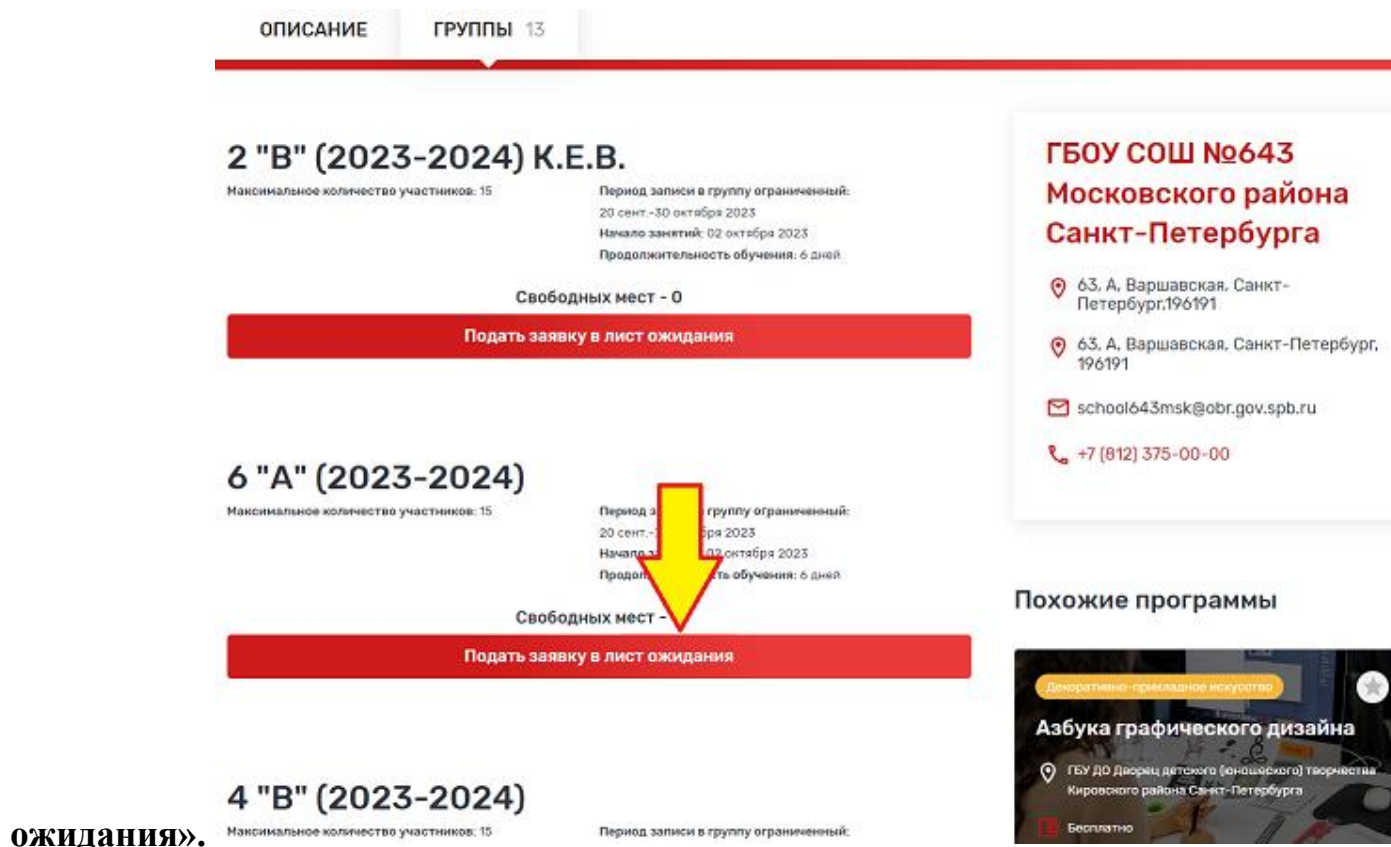 ОПИСАНИЕ ГРУППЫ 13
2 "В" (2023-2024) К.Е.В.
Максимальное количество участников: 15
Период записи в группу ограниченный:
20 сент.-30 октября 2023
Начало занятий: 02 октября 2023
Продолжительность обучения: 6 дней
Свободных мест - 0
Подать заявку в лист ожидания
6 "А" (2023-2024)
Максимальное количество участников: 15
Период группу ограниченный:
20 сент. 2023
Начало 02 октября 2023
обучения: 6 дней
Свободных мест -
Подать заявку в лист ожидания
4 "В" (2023-2024)
Максимальное количество участников: 15
Период записи в группу ограниченный:
ГБОУ СОШ №643
Московского района
Санкт-Петербурга
63, А, Варшавская, Санкт-
Петербург,196191
63, А, Варшавская, Санкт-Петербург,
196191
school643msk@obr.gov.spb.ru
+7 (812) 375-00-00
Похожие программы
Декоративно-прикладное искусство
Азбука графического дизайна
ГБУ ДО Дворец детского (юношеского) творчества
Кировского района Санкт-Петербурга
Бесплатно
ожидания».